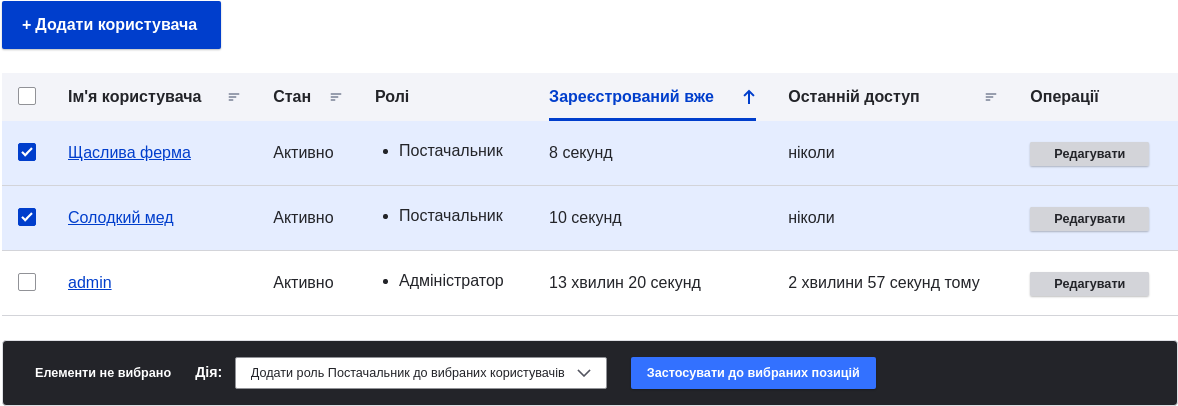 + Додати користувача
Ім'я користувача Стан Ролі Зареєстрований вже Останній доступ Операції
Щаслива ферма Активно • Постачальник 8 секунд ніколи Редагувати
Солодкий мед Активно • Постачальник 10 секунд ніколи Редагувати
admin Активно • Адміністратор 13 хвилин 20 секунд 2 хвилини 57 секунд тому Редагувати
Елементи не вибрано Дія: Додати роль Постачальник до вибраних користувачів Застосувати до вибраних позицій